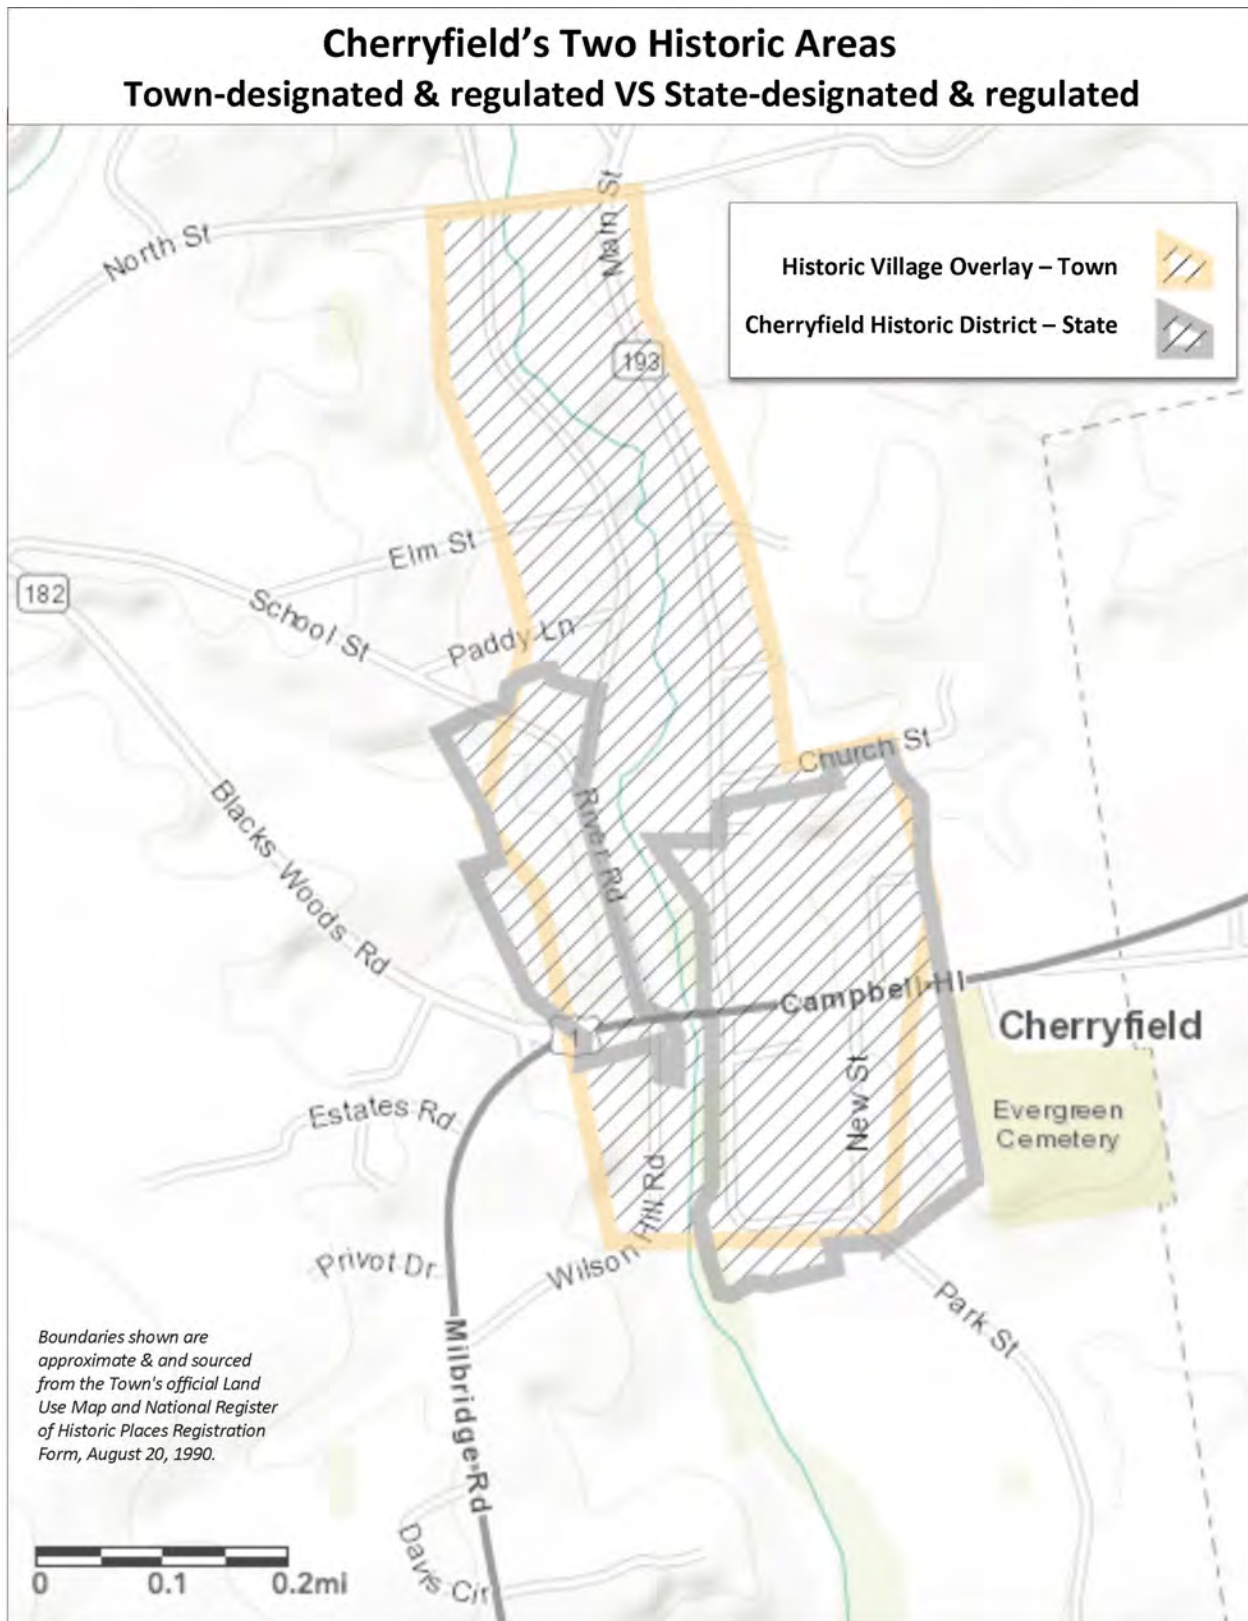 Cherryfield's Two Historic Areas
Town-designated & regulated VS State-designated & regulated
Main St
North St
Historic Village Overlay – Town
Cherryfield Historic District – State
193
Elm St
182
School St
Paddy Ln
Church St
Blacks Woods Rd
River Rd
Campbell Hl
Cherryfield
1
New St
Estates Rd
Evergreen
Cemetery
Wilson Hill Rd
Privot Dr
Park St
Milbridge Rd
Boundaries shown are
approximate & and sourced
from the Town's official Land
Use Map and National Register
of Historic Places Registration
Form, August 20, 1990.
Davis Cir
0 0.1 0.2mi